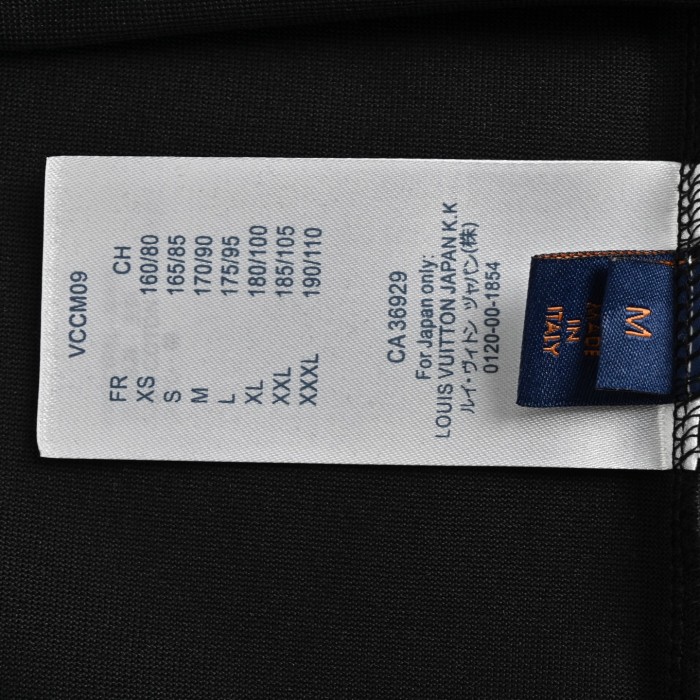 VCCM09
FR CH
XS 160/80
S 165/85
M 170/90
L 175/95
XL 180/100
XXL 185/105
XXXL 190/110
CA 36929
For Japan only:
LOUIS VUITTON JAPAN K.K
ルイ・ヴィトン ツャパン(株)
0120-00-1854
M
MADE
IN
ITALY